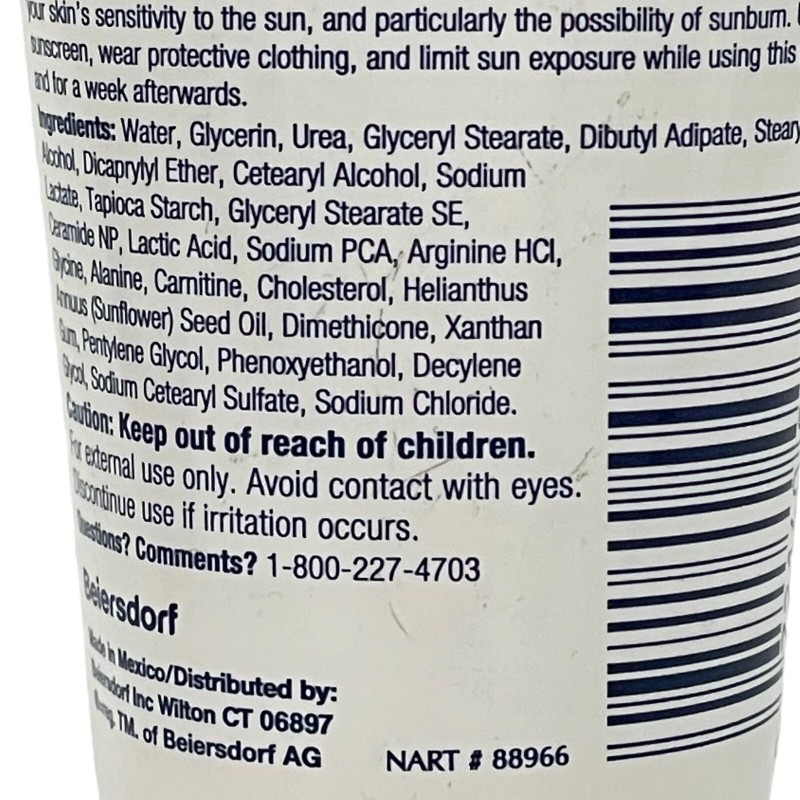 your skin's sensitivity to the sun, and particularly the possibility of sunburn.
sunscreen, wear protective clothing, and limit sun exposure while using this
and for a week afterwards.
Ingredients: Water, Glycerin, Urea, Glyceryl Stearate, Dibutyl Adipate, Steary
Alcohol, Dicaprylyl Ether, Cetearyl Alcohol, Sodium
Lactate, Tapioca Starch, Glyceryl Stearate SE,
Ceramide NP, Lactic Acid, Sodium PCA, Arginine HCl,
Glycine, Alanine, Carnitine, Cholesterol, Helianthus
Annuus (Sunflower) Seed Oil, Dimethicone, Xanthan
Gum, Pentylene Glycol, Phenoxyethanol, Decylene
Glycol, Sodium Cetearyl Sulfate, Sodium Chloride.
Caution: Keep out of reach of children.
For external use only. Avoid contact with eyes.
Discontinue use if irritation occurs.
Questions? Comments? 1-800-227-4703
Beiersdorf
Made in Mexico/Distributed by:
Beiersdorf Inc Wilton CT 06897
TM. of Beiersdorf AG
NART # 88966